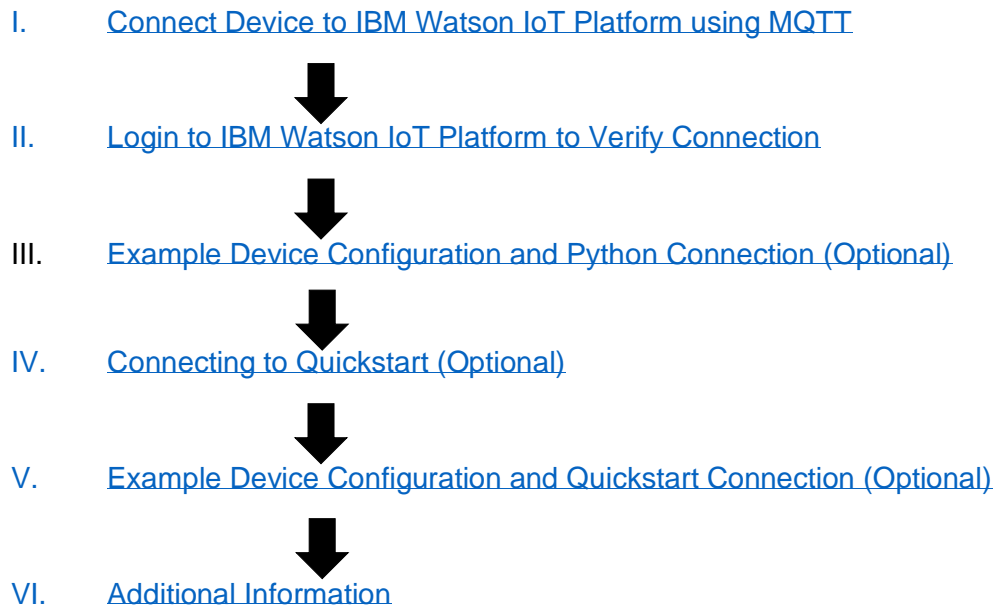 I. Connect Device to IBM Watson IoT Platform using MQTT
II. Login to IBM Watson IoT Platform to Verify Connection
III. Example Device Configuration and Python Connection (Optional)
IV. Connecting to Quickstart (Optional)
V. Example Device Configuration and Quickstart Connection (Optional)
VI. Additional Information